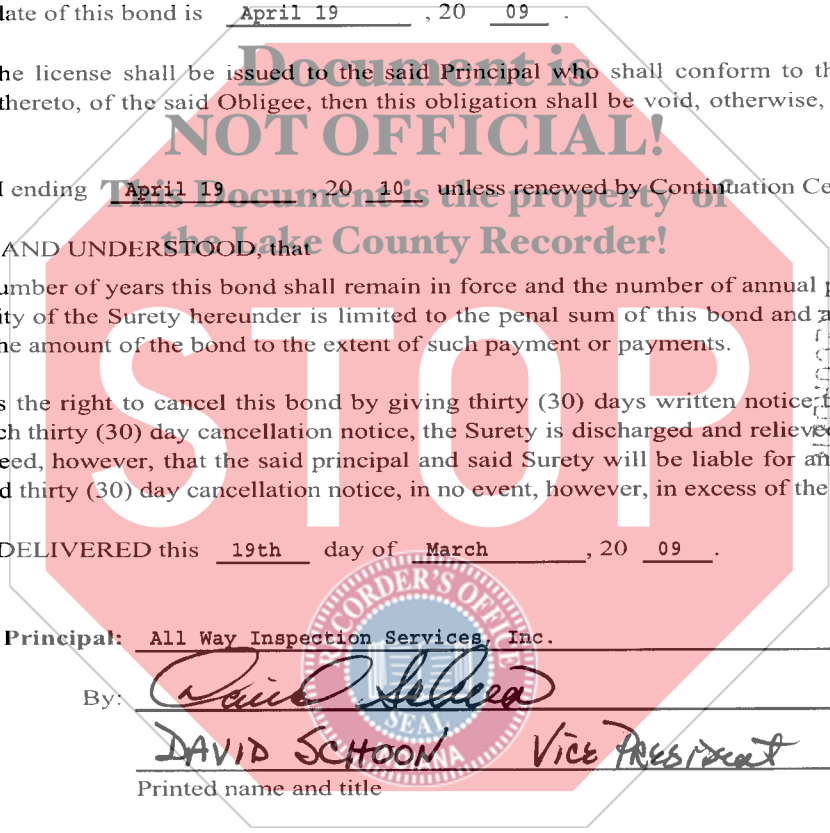 date of this bond is April 19, 20 09.
Document is
he license shall be issued to the said Principal who shall conform to th
thereto, of the said Obligee, then this obligation shall be void, otherwise,
NOT OFFICIAL!
ending April 19, 20 10 unless renewed by Continuation Ce
This Document is the property of
AND UNDERSTOOD, that
the Lake County Recorder!
umber of years this bond shall remain in force and the number of annual p
ity of the Surety hereunder is limited to the penal sum of this bond and a
he amount of the bond to the extent of such payment or payments.
STOP
s the right to cancel this bond by giving thirty (30) days written notice t
ch thirty (30) day cancellation notice, the Surety is discharged and relieved
eed, however, that the said principal and said Surety will be liable for an
d thirty (30) day cancellation notice, in no event, however, in excess of the
DELIVERED this 19th day of March, 20 09.
RECORDER'S OFFICE
Principal: All Way Inspection Services, Inc.
By: David Schoon
SEAL
DAVID SCHOON Vice President
INDIANA
Printed name and title